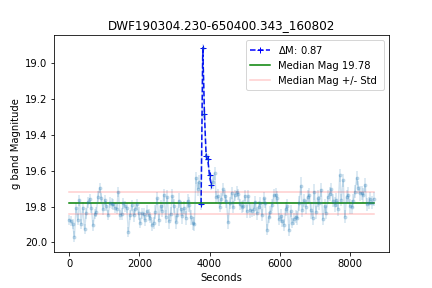 DWF190304.230-650400.343_160802
ΔM: 0.87
Median Mag 19.78
Median Mag +/- Std
g band Magnitude
19.0
19.2
19.4
19.6
19.8
20.0
0 2000 4000 6000 8000
Seconds